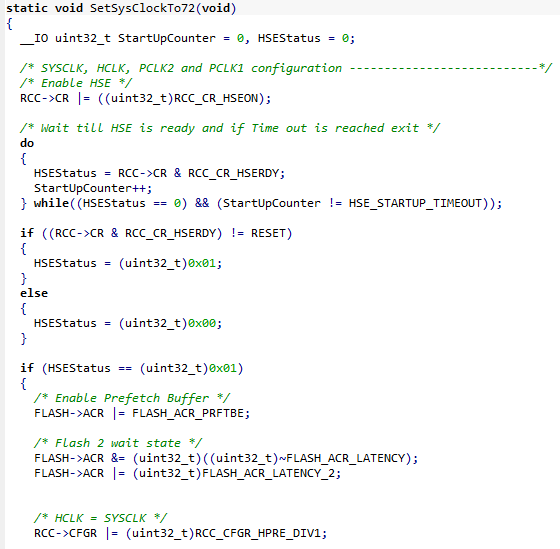 static void SetSysClockTo72(void)
{
__IO uint32_t StartUpCounter = 0, HSEStatus = 0;
/* SYSCLK, HCLK, PCLK2 and PCLK1 configuration ---------------------------*/
/* Enable HSE */
RCC->CR |= ((uint32_t)RCC_CR_HSEON);
/* Wait till HSE is ready and if Time out is reached exit */
do
{
HSEStatus = RCC->CR & RCC_CR_HSERDY;
StartUpCounter++;
} while((HSEStatus == 0) && (StartUpCounter != HSE_STARTUP_TIMEOUT));
if ((RCC->CR & RCC_CR_HSERDY) != RESET)
{
HSEStatus = (uint32_t)0x01;
}
else
{
HSEStatus = (uint32_t)0x00;
}
if (HSEStatus == (uint32_t)0x01)
{
/* Enable Prefetch Buffer */
FLASH->ACR |= FLASH_ACR_PRFTBE;
/* Flash 2 wait state */
FLASH->ACR &= (uint32_t)((uint32_t)~FLASH_ACR_LATENCY);
FLASH->ACR |= (uint32_t)FLASH_ACR_LATENCY_2;
/* HCLK = SYSCLK */
RCC->CFGR |= (uint32_t)RCC_CFGR_HPRE_DIV1;